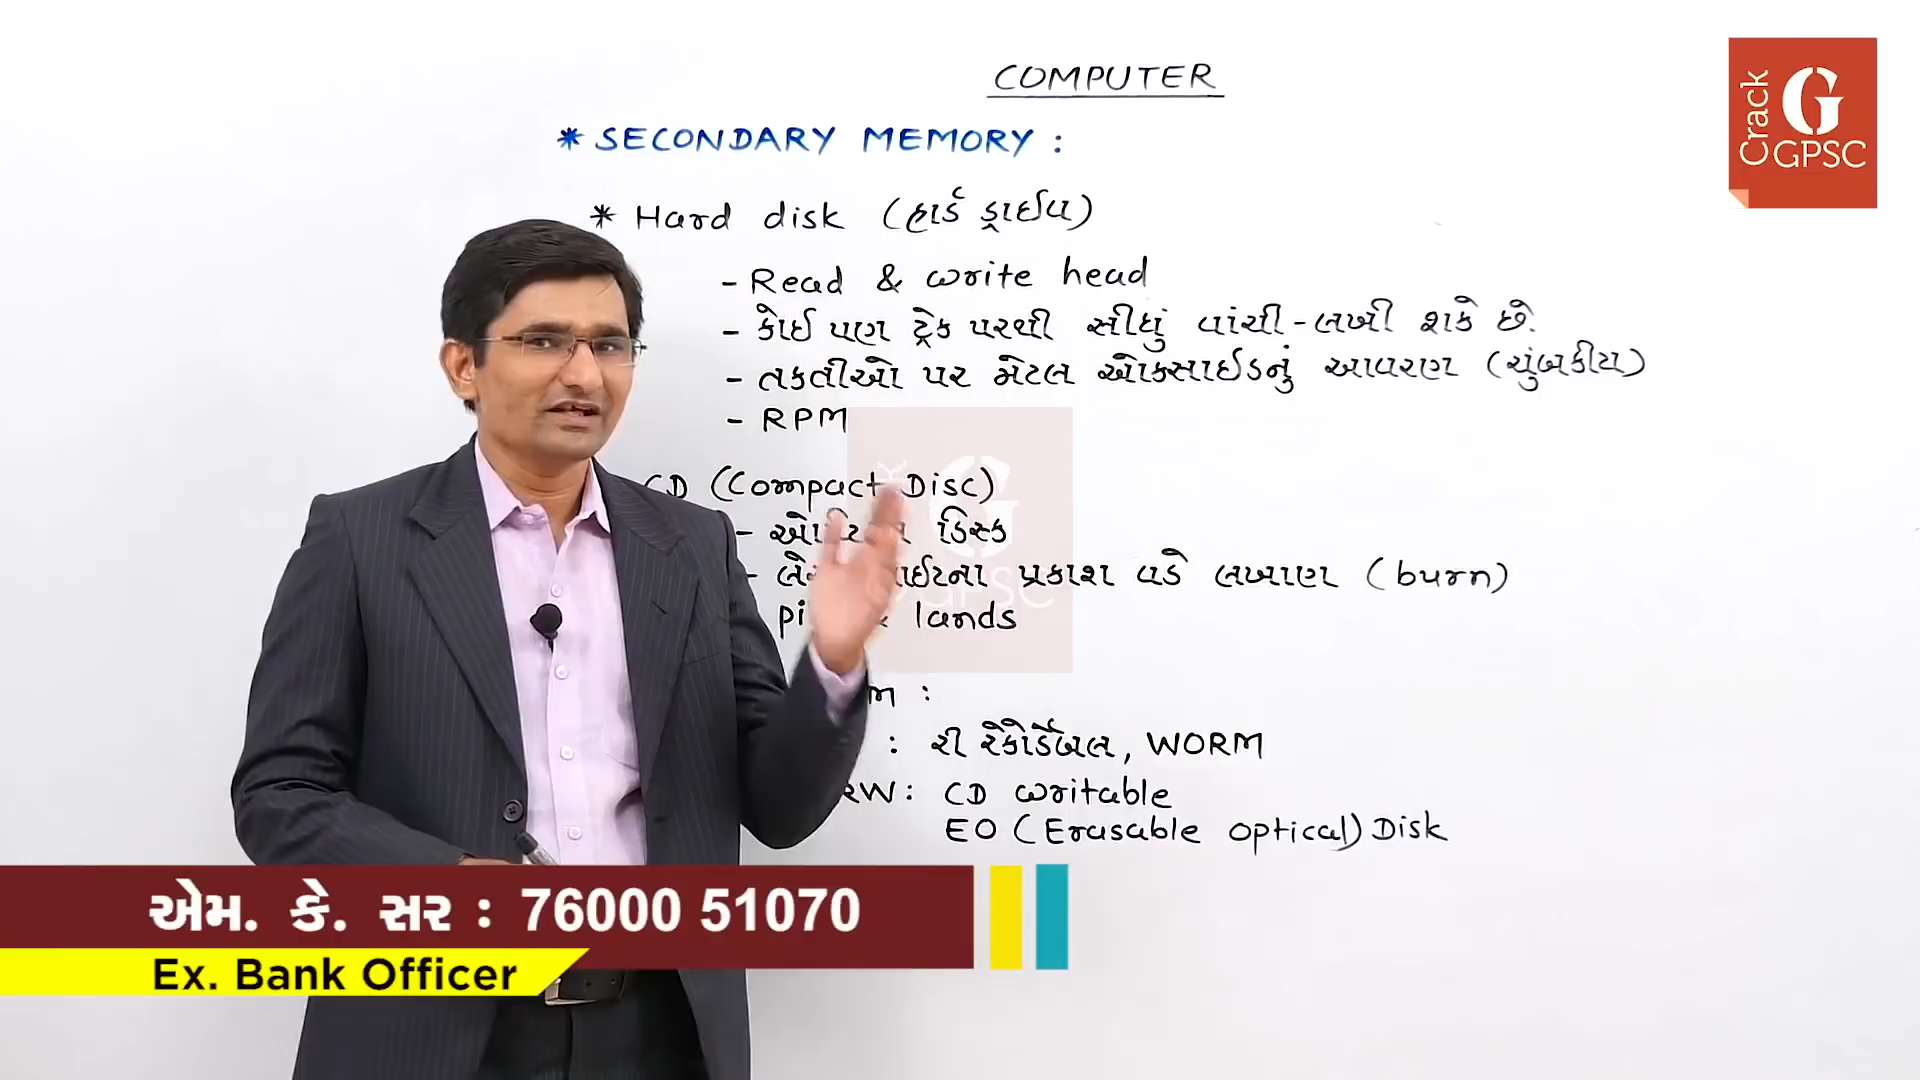 COMPUTER
Crack
G
GPSC
* SECONDARY MEMORY :
* Hard disk (હાર્ડ ડ્રાઈવ)
- Read & write head
- કોઈ પણ ટ્રેક પરથી સીધું વાંચી-લખી શકે છે.
- તકતીઓ પર મેટલ ઓક્સાઈડનું આવરણ (ચુંબકીય)
- RPM
CD (Compact Disc)
- ડિસ્ક
- પ્રકાશ વડે લખાણ (burn)
lands
:
: રી રેકોર્ડેબલ, WORM
RW: CD writable
EO (Erasable optical) Disk
એમ. કે. સર : 76000 51070
Ex. Bank Officer